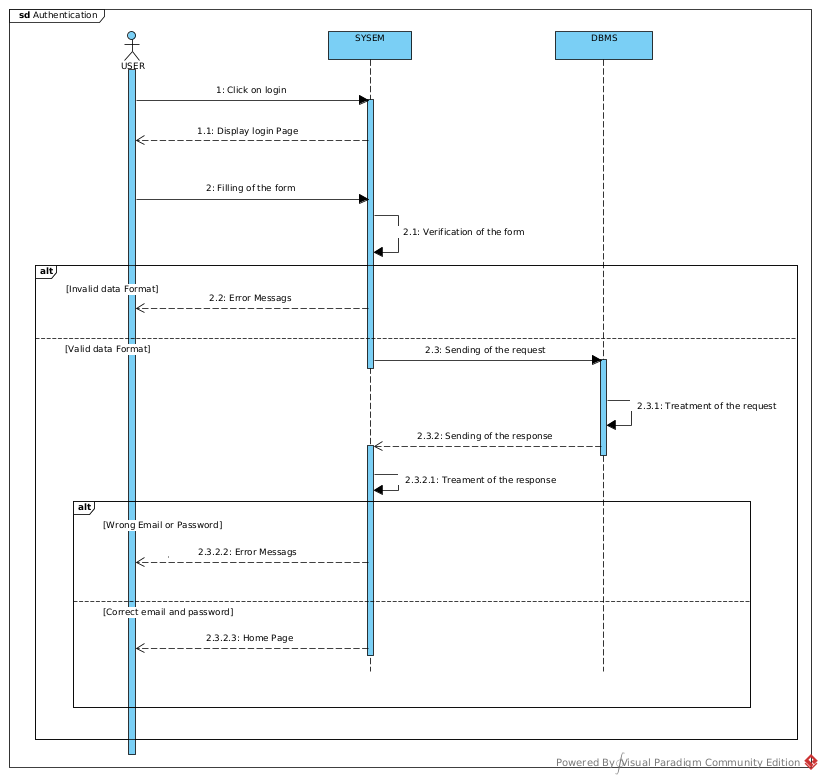 sd Authentication
SYSEM
DBMS
USER
1: Click on login
1.1: Display login Page
2: Filling of the form
2.1: Verification of the form
alt
[Invalid data Format]
2.2: Error Messags
[Valid data Format]
2.3: Sending of the request
2.3.1: Treatment of the request
2.3.2: Sending of the response
2.3.2.1: Treament of the response
alt
[Wrong Email or Password]
2.3.2.2: Error Messags
[Correct email and password]
2.3.2.3: Home Page
Powered By Visual Paradigm Community Edition